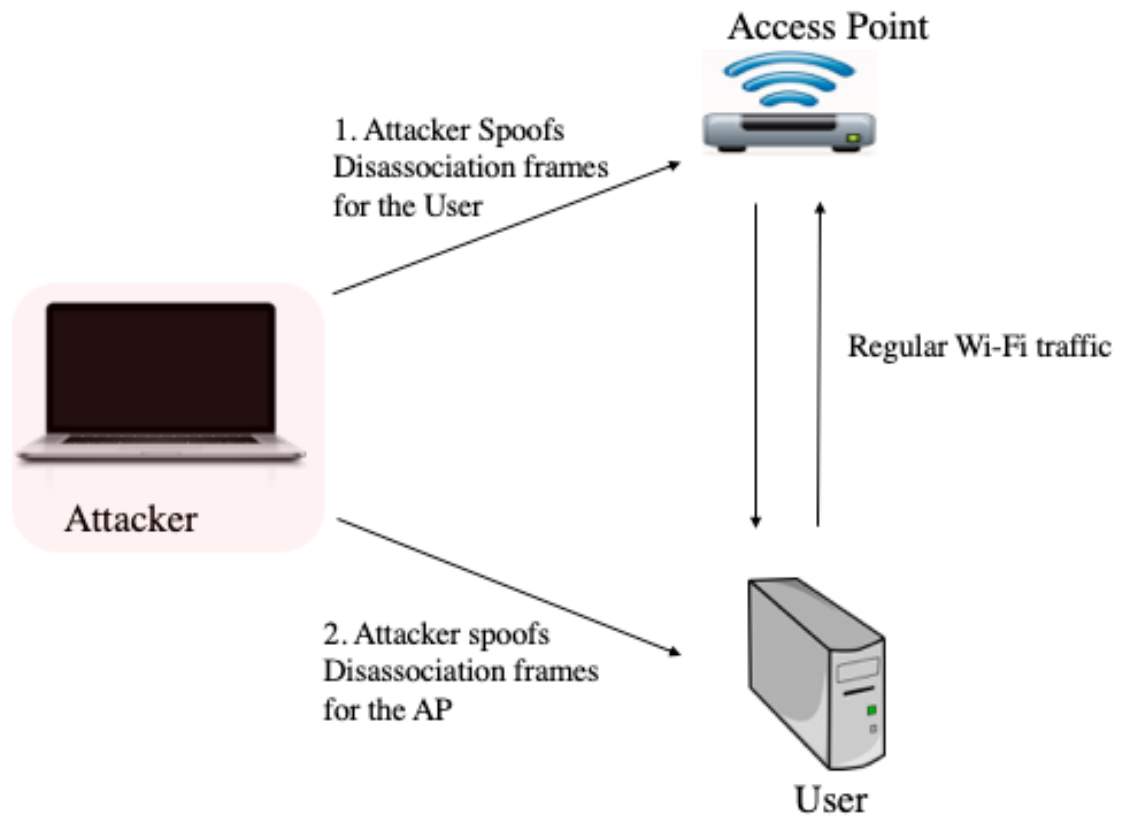 Access Point
1. Attacker Spoofs
Disassociation frames
for the User
Regular Wi-Fi traffic
Attacker
2. Attacker spoofs
Disassociation frames
for the AP
User